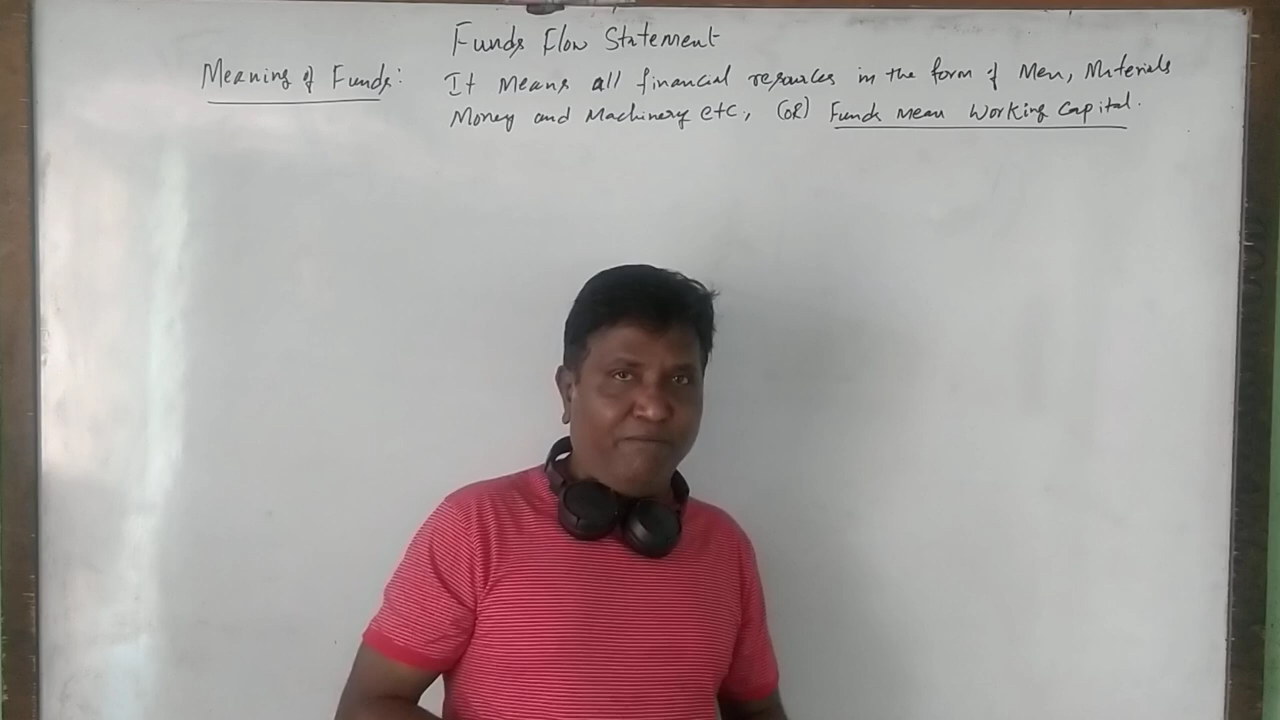 Funds Flow Statement
Meaning of Funds: It Means all financial resources in the form of Men, Materials
Money and Machinery etc, (OR) Funds mean Working Capital.